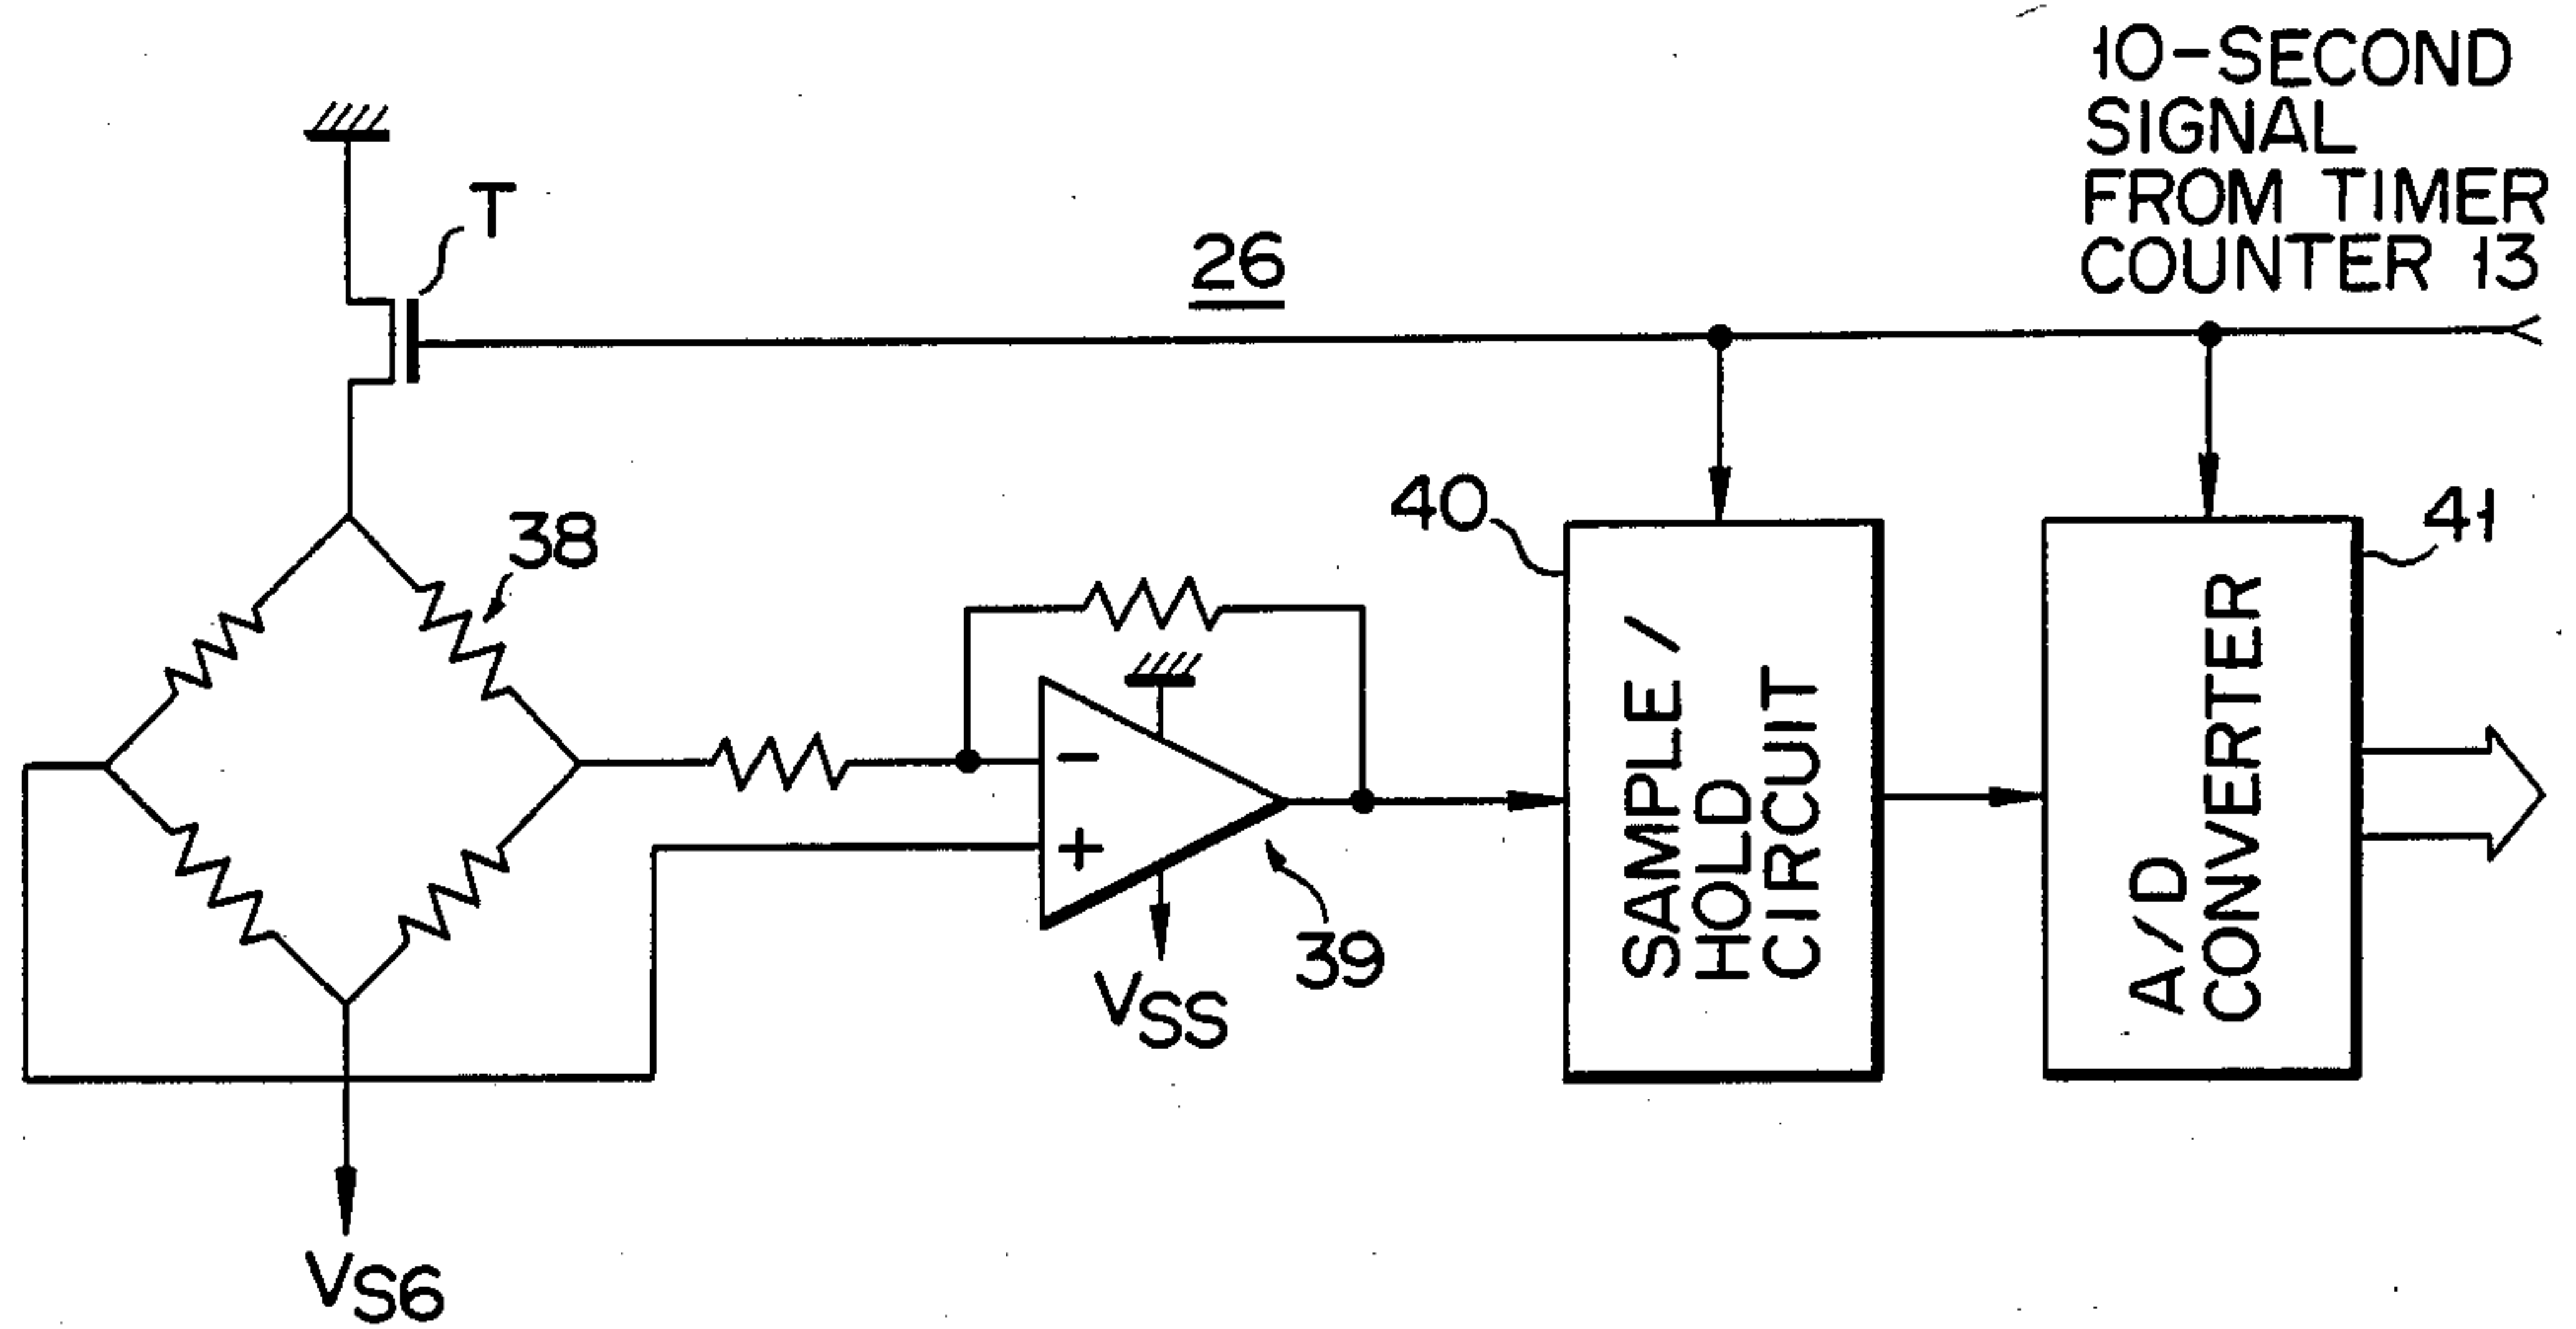 10-SECOND
SIGNAL
FROM TIMER
COUNTER 13
T
26
38
40
41
SAMPLE /
HOLD
CIRCUIT
A/D
CONVERTER
−
+
39
VSS
VS6